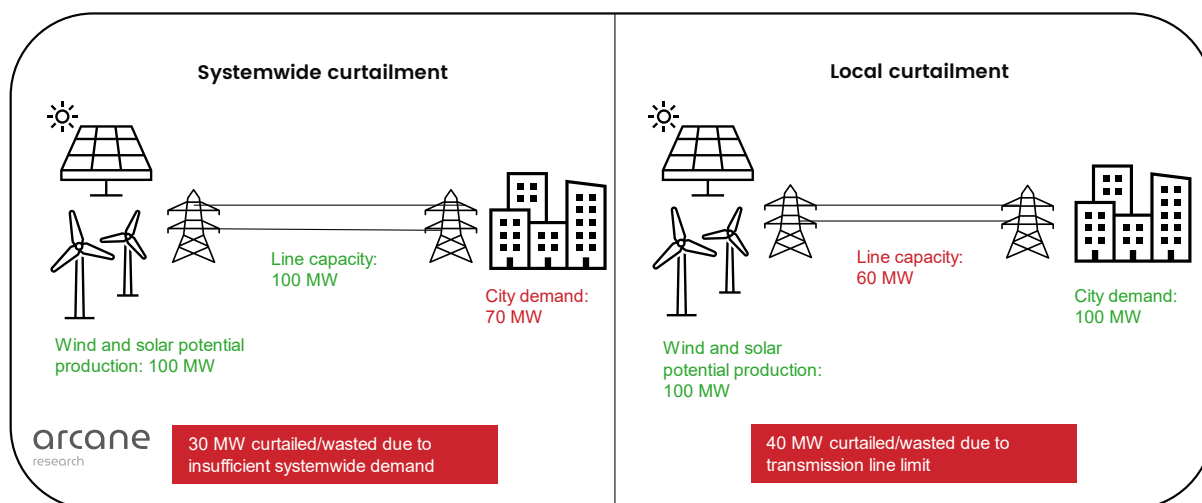 Systemwide curtailment
Line capacity:
100 MW
City demand:
70 MW
Wind and solar potential
production: 100 MW
arcane
research
30 MW curtailed/wasted due to
insufficient systemwide demand
Local curtailment
Line capacity:
60 MW
City demand:
100 MW
Wind and solar
potential production:
100 MW
40 MW curtailed/wasted due to
transmission line limit